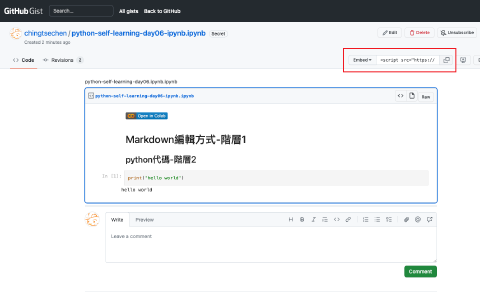 GitHub Gist Search... All gists Back to GitHub
chingtsechen / python-self-learning-day06-ipynb.ipynb Secret
Created 2 minutes ago
Edit Delete Unsubscribe
Code Revisions 2
Embed <script src="https://
python-self-learning-day06.ipynb.ipynb
python-self-learning-day06-ipynb.ipynb
Raw
Open in Colab
Markdown編輯方式-階層1
python代碼-階層2
In [1]: print("hello world")
hello world
Write Preview
Leave a comment
Comment